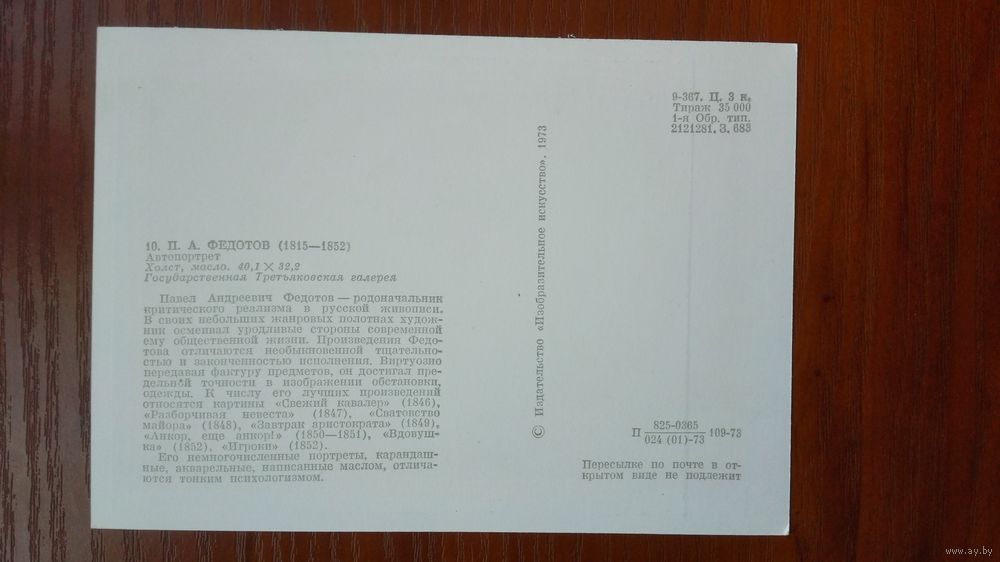 10. П. А. ФЕДОТОВ (1815—1852)
Автопортрет
Холст, масло. 40,1 × 32,2
Государственная Третьяковская галерея
Павел Андреевич Федотов — родоначальник
критического реализма в русской живописи.
В своих небольших жанровых полотнах худож-
ник осмеивал уродливые стороны современной
ему общественной жизни. Произведения Федо-
това отличаются необыкновенной тщательно-
стью и законченностью исполнения. Виртуозно
передавая фактуру предметов, он достигал пре-
дельной точности в изображении обстановки,
одежды. К числу его лучших произведений
относятся картины «Свежий кавалер» (1846),
«Разборчивая невеста» (1847), «Сватовство
майора» (1848), «Завтрак аристократа» (1849),
«Анкор, еще анкор!» (1850—1851), «Вдовуш-
ка» (1852), «Игроки» (1852).
Его немногочисленные портреты, карандаш-
ные, акварельные, написанные маслом, отлича-
ются тонким психологизмом.
© Издательство «Изобразительное искусство». 1973
9-367. Ц. 3 к.
Тираж 35 000
1-я Обр. тип.
2121281. З. 683
П 825-0365
024 (01)-73 109-73
Пересылке по почте в от-
крытом виде не подлежит
www.ay.by